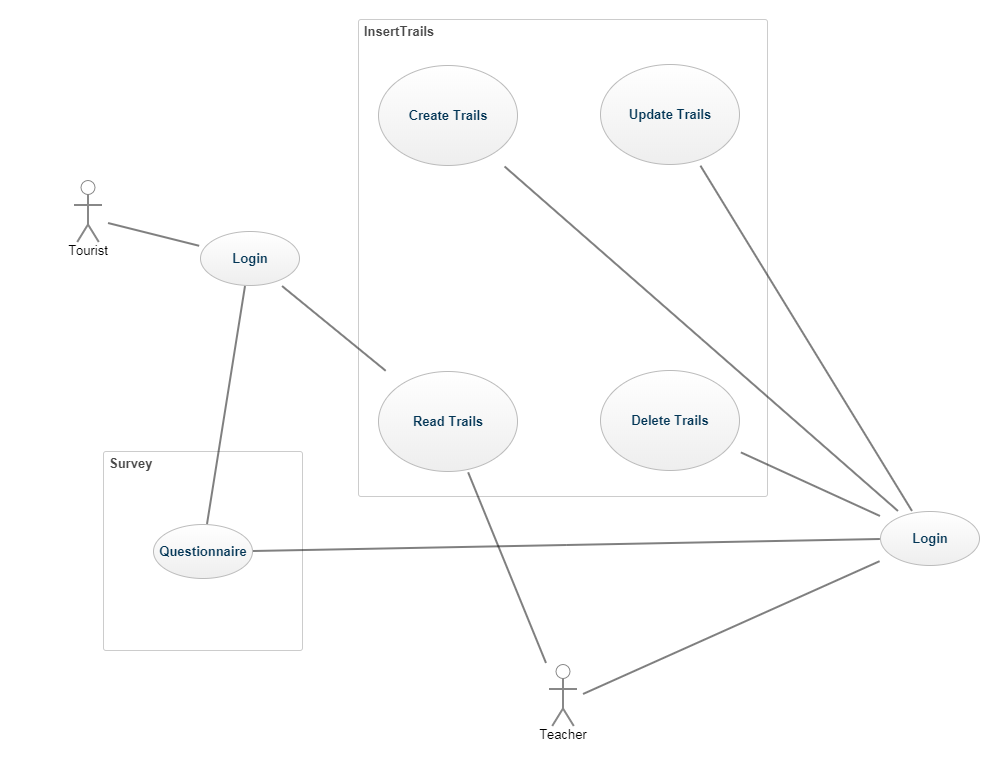 InsertTrails
Create Trails
Update Trails
Tourist
Login
Read Trails
Delete Trails
Survey
Questionnaire
Login
Teacher